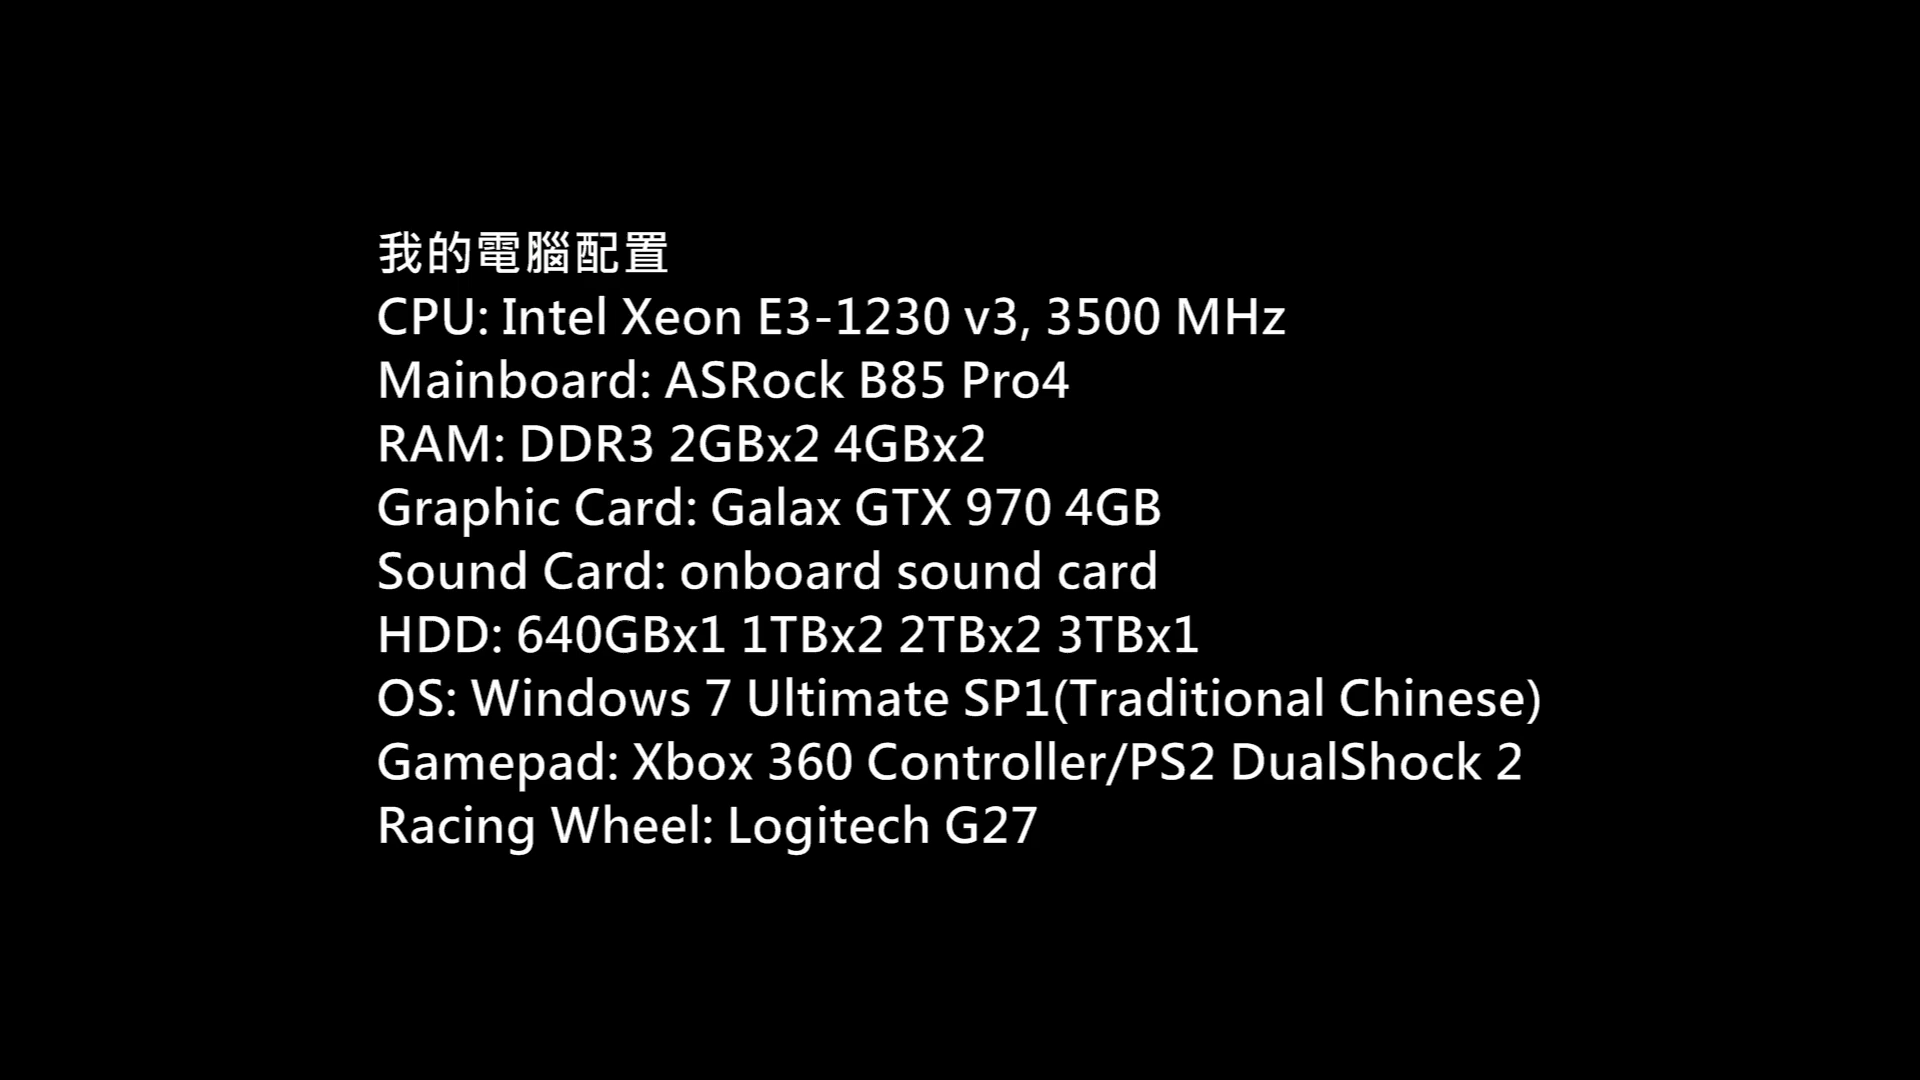 我的電腦配置
CPU: Intel Xeon E3-1230 v3, 3500 MHz
Mainboard: ASRock B85 Pro4
RAM: DDR3 2GBx2 4GBx2
Graphic Card: Galax GTX 970 4GB
Sound Card: onboard sound card
HDD: 640GBx1 1TBx2 2TBx2 3TBx1
OS: Windows 7 Ultimate SP1(Traditional Chinese)
Gamepad: Xbox 360 Controller/PS2 DualShock 2
Racing Wheel: Logitech G27